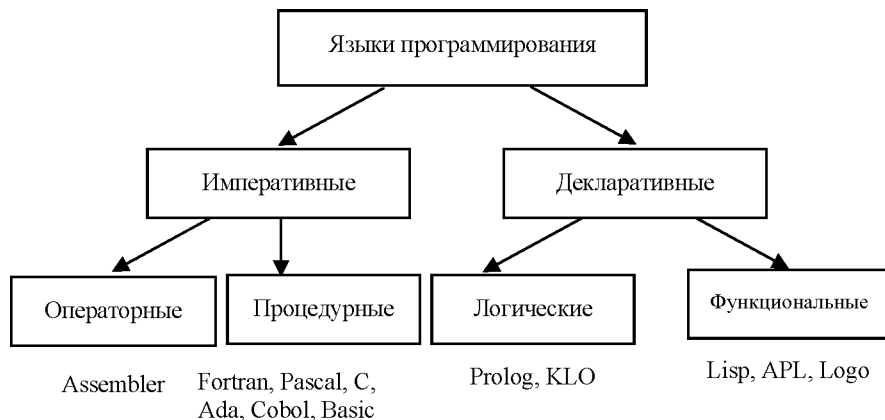 Языки программирования
Императивные
Декларативные
Операторные
Процедурные
Логические
Функциональные
Assembler
Fortran, Pascal, C,
Ada, Cobol, Basic
Prolog, KLO
Lisp, APL, Logo